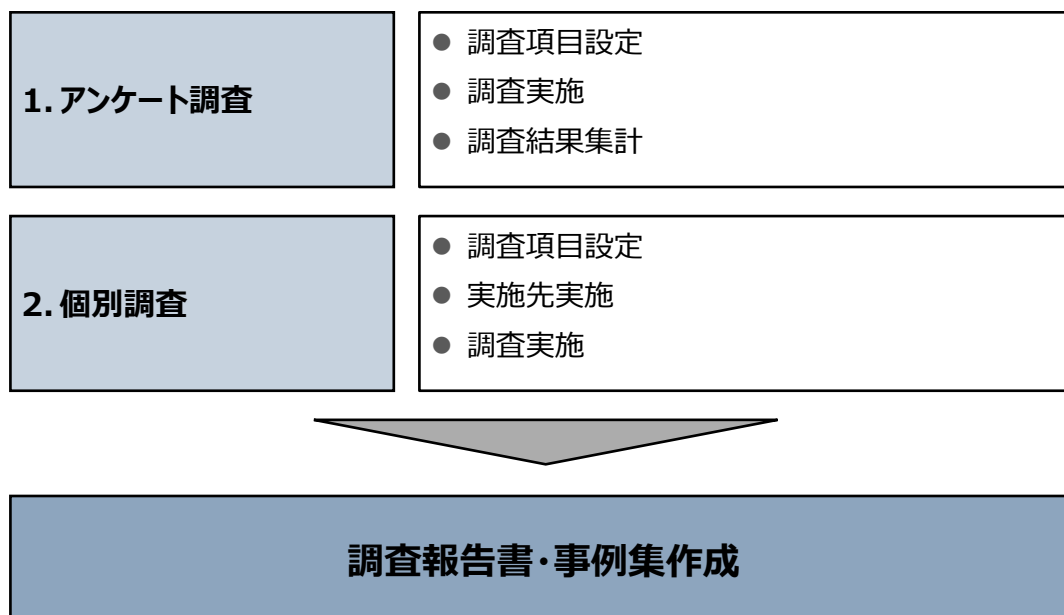 1. アンケート調査
● 調査項目設定
● 調査実施
● 調査結果集計
2. 個別調査
● 調査項目設定
● 実施先実施
● 調査実施
調査報告書・事例集作成